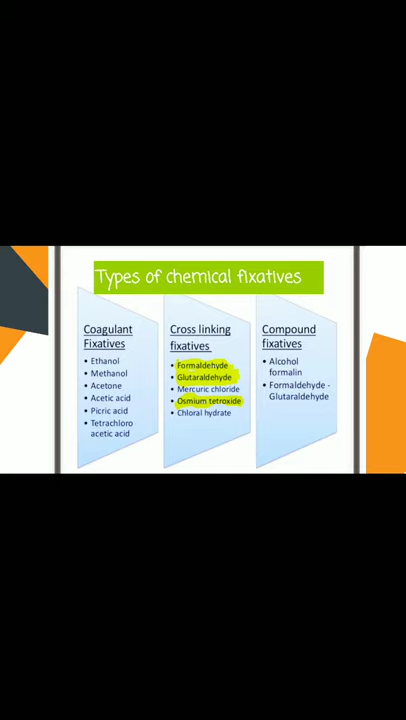 Types of chemical fixatives
Coagulant
Fixatives
• Ethanol
• Methanol
• Acetone
• Acetic acid
• Picric acid
• Tetrachloro
acetic acid
Cross linking
fixatives
• Formaldehyde
• Glutaraldehyde
• Mercuric chloride
• Osmium tetroxide
• Chloral hydrate
Compound
fixatives
• Alcohol
formalin
• Formaldehyde -
Glutaraldehyde